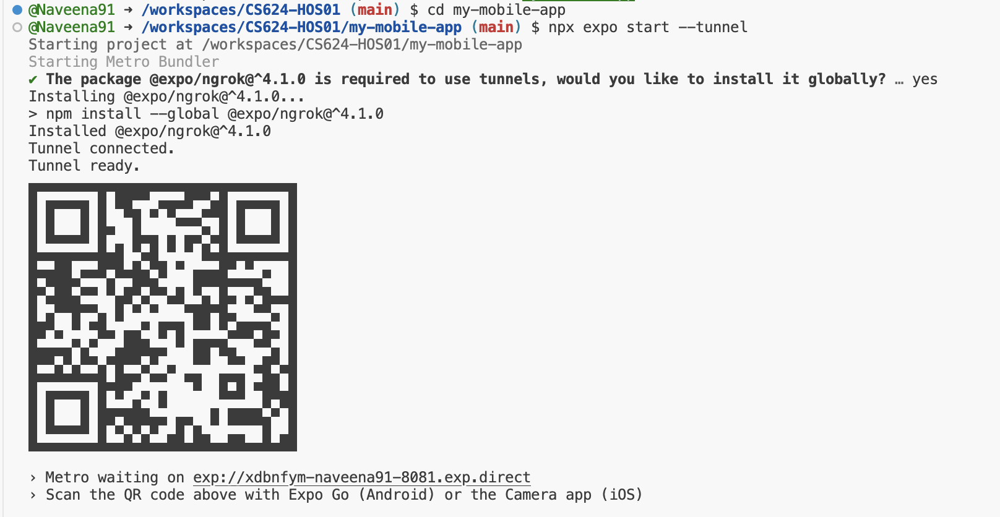 @Naveena91 → /workspaces/CS624-HOS01 (main) $ cd my-mobile-app
@Naveena91 → /workspaces/CS624-HOS01/my-mobile-app (main) $ npx expo start --tunnel
Starting project at /workspaces/CS624-HOS01/my-mobile-app
Starting Metro Bundler
✔ The package @expo/ngrok@^4.1.0 is required to use tunnels, would you like to install it globally? … yes
Installing @expo/ngrok@^4.1.0...
> npm install --global @expo/ngrok@^4.1.0
Installed @expo/ngrok@^4.1.0
Tunnel connected.
Tunnel ready.
› Metro waiting on exp://xdbnfym-naveena91-8081.exp.direct
› Scan the QR code above with Expo Go (Android) or the Camera app (iOS)